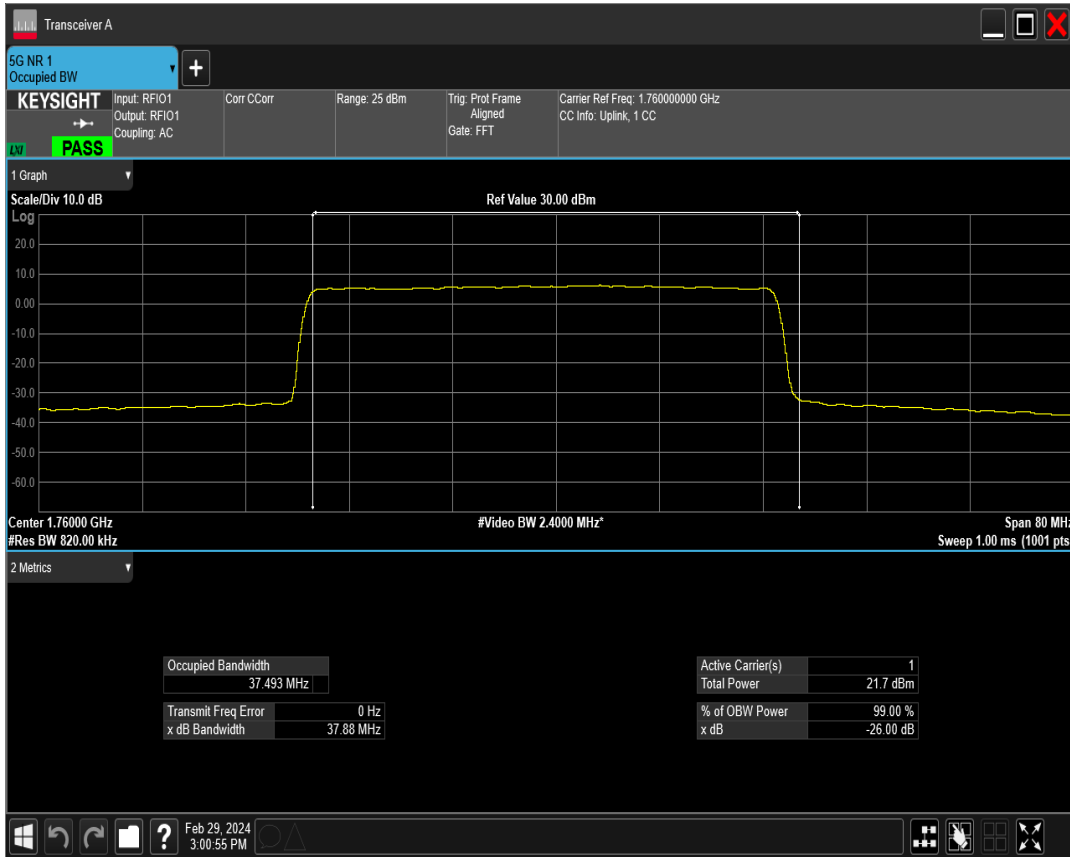 Transceiver A
5G NR 1
Occupied BW
+
KEYSIGHT
LXI
PASS
Input: RFIO1
Output: RFIO1
Coupling: AC
Corr CCorr
Range: 25 dBm
Trig: Prot Frame
Aligned
Gate: FFT
Carrier Ref Freq: 1.760000000 GHz
CC Info: Uplink, 1 CC
1 Graph
Scale/Div 10.0 dB
Ref Value 30.00 dBm
Log
20.0
10.0
0.00
-10.0
-20.0
-30.0
-40.0
-50.0
-60.0
Center 1.76000 GHz
#Video BW 2.4000 MHz*
Span 80 MHz
#Res BW 820.00 kHz
Sweep 1.00 ms (1001 pts
2 Metrics
Occupied Bandwidth
37.493 MHz
Transmit Freq Error 0 Hz
x dB Bandwidth 37.88 MHz
Active Carrier(s) 1
Total Power 21.7 dBm
% of OBW Power 99.00 %
x dB -26.00 dB
?
Feb 29, 2024
3:00:55 PM